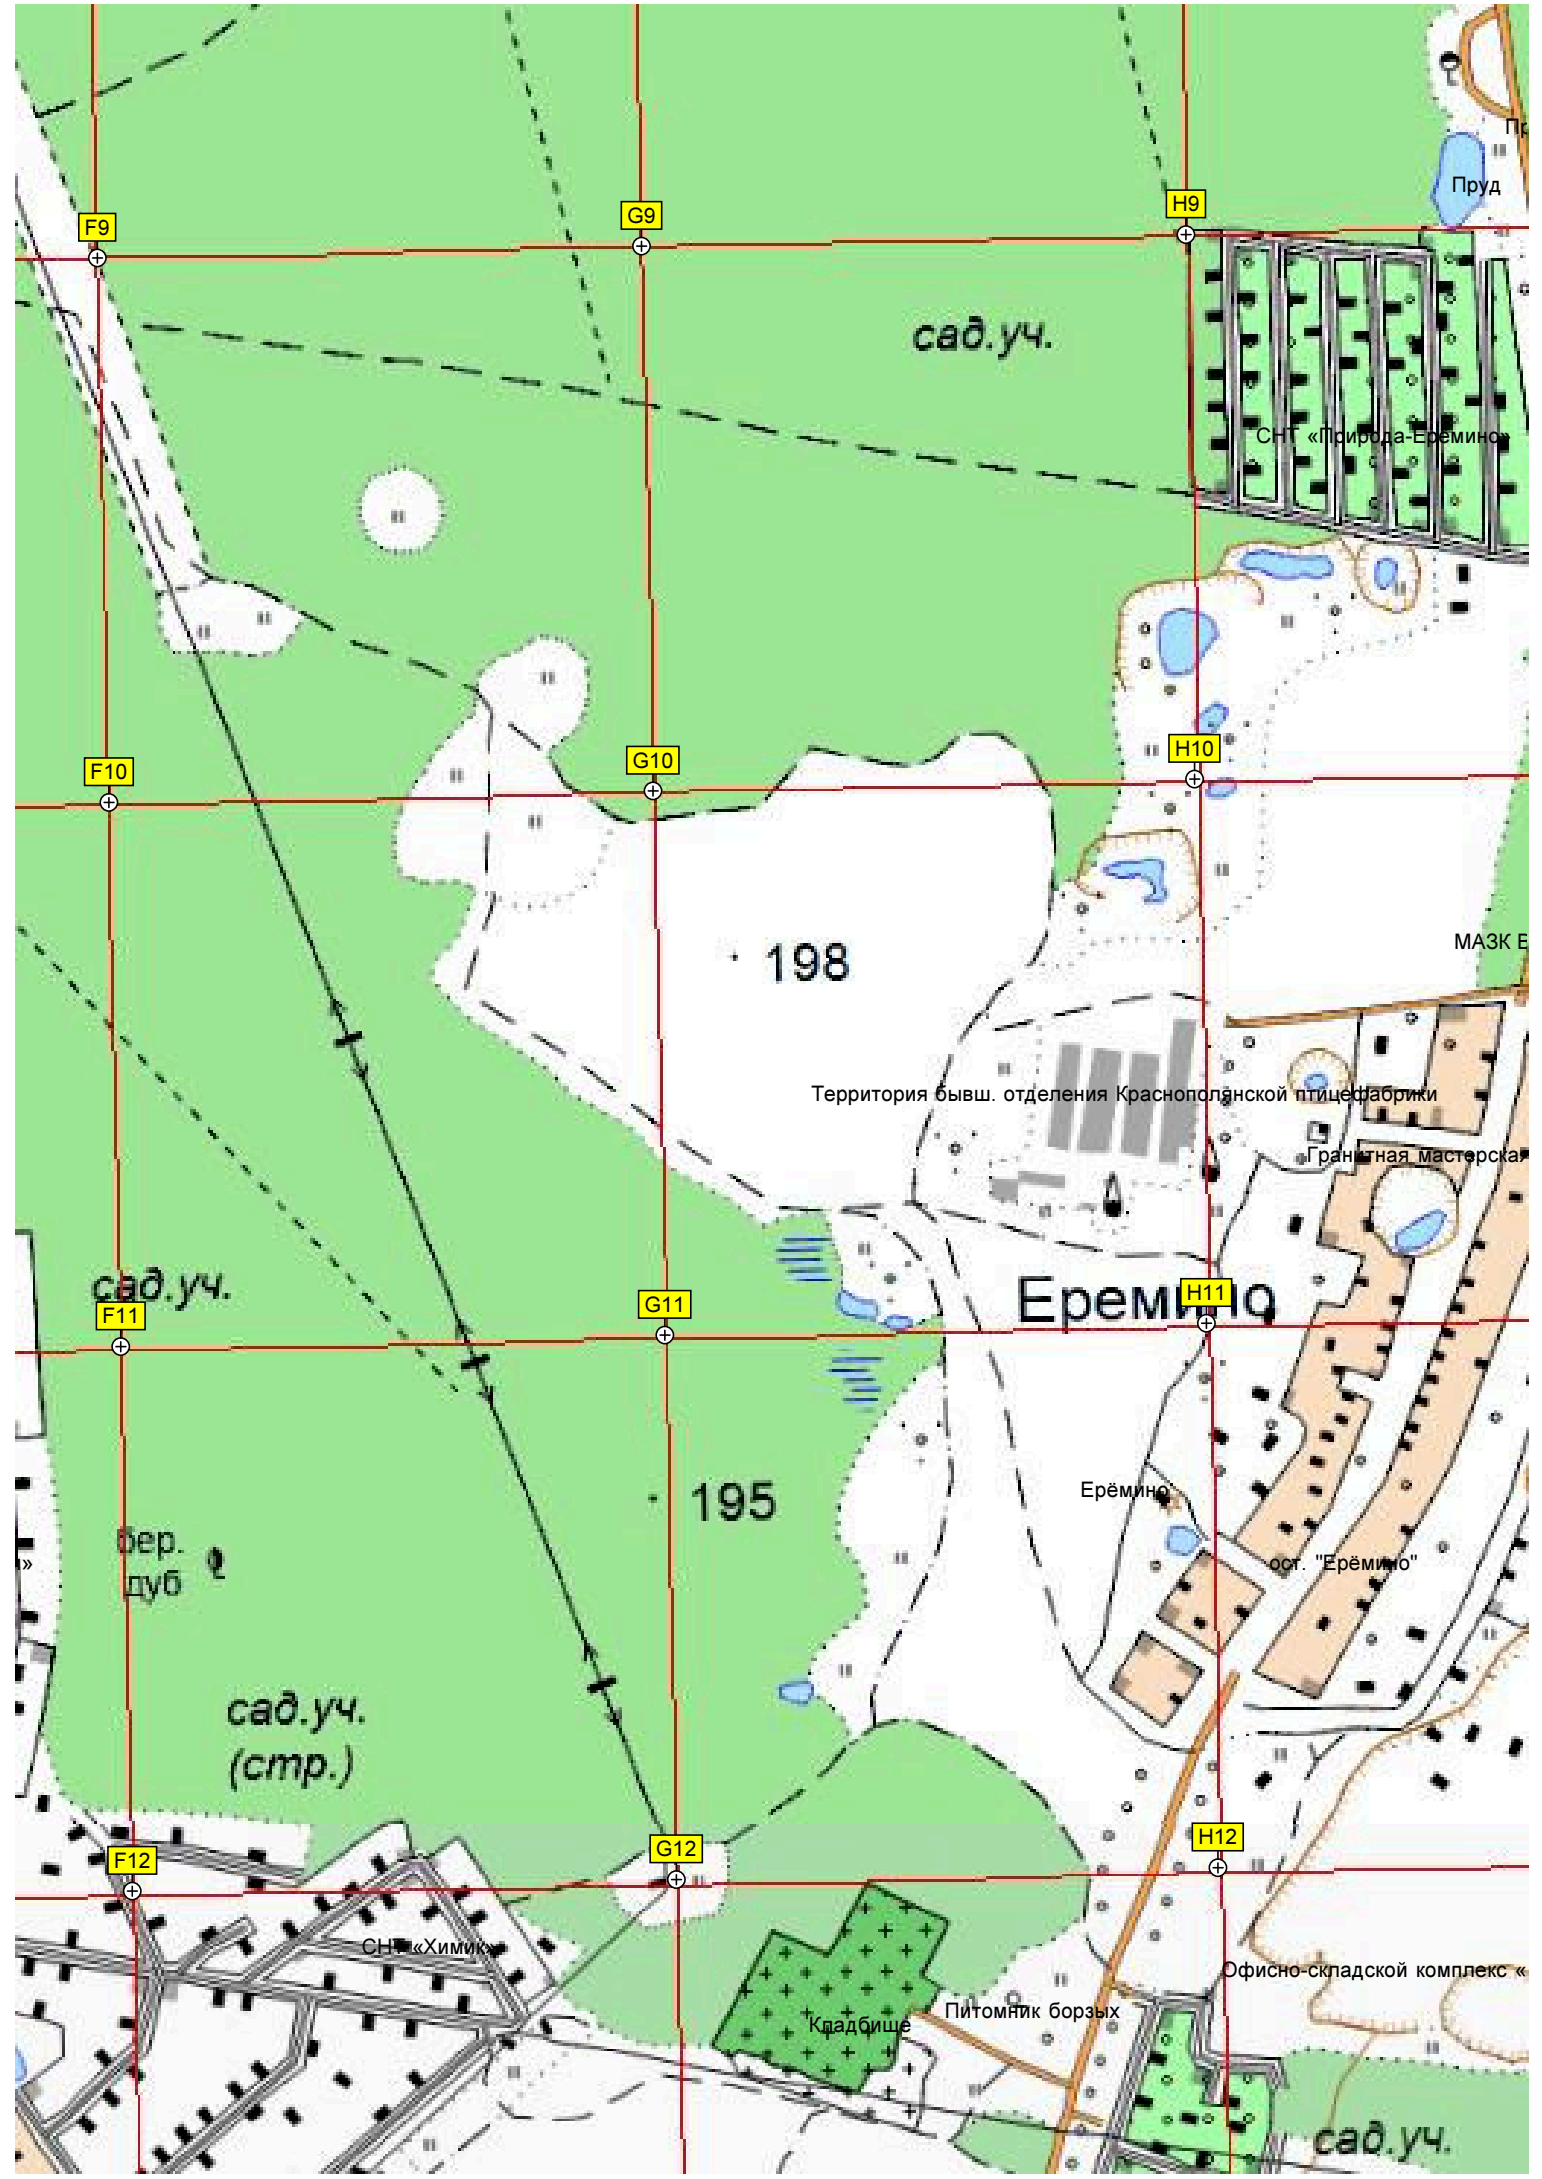 Пруд
F9
G9
H9
сад.уч.
СНТ «Природа-Ерёмино»
F10
G10
H10
198
МАЗК
Территория бывш. отделения Краснополянской птицефабрики
Гранитная мастерская
сад.уч.
F11
G11
Еремино
H11
195
Ерёмино
бер.
дуб
ост. "Ерёмино"
сад.уч.
(стр.)
F12
G12
H12
СНТ «Химик»
Офисно-складской комплекс «
Питомник борзых
Кладбище
сад.уч.